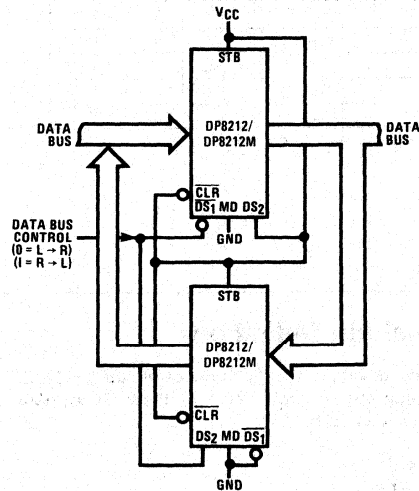 VCC
STB
DATA
BUS
DP8212/
DP8212M
DATA
BUS
CLR
DS1 MD DS2
GND
DATA BUS
CONTROL
(0 = L → R)
(1 = R → L)
STB
DP8212/
DP8212M
CLR
DS2 MD DS1
GND